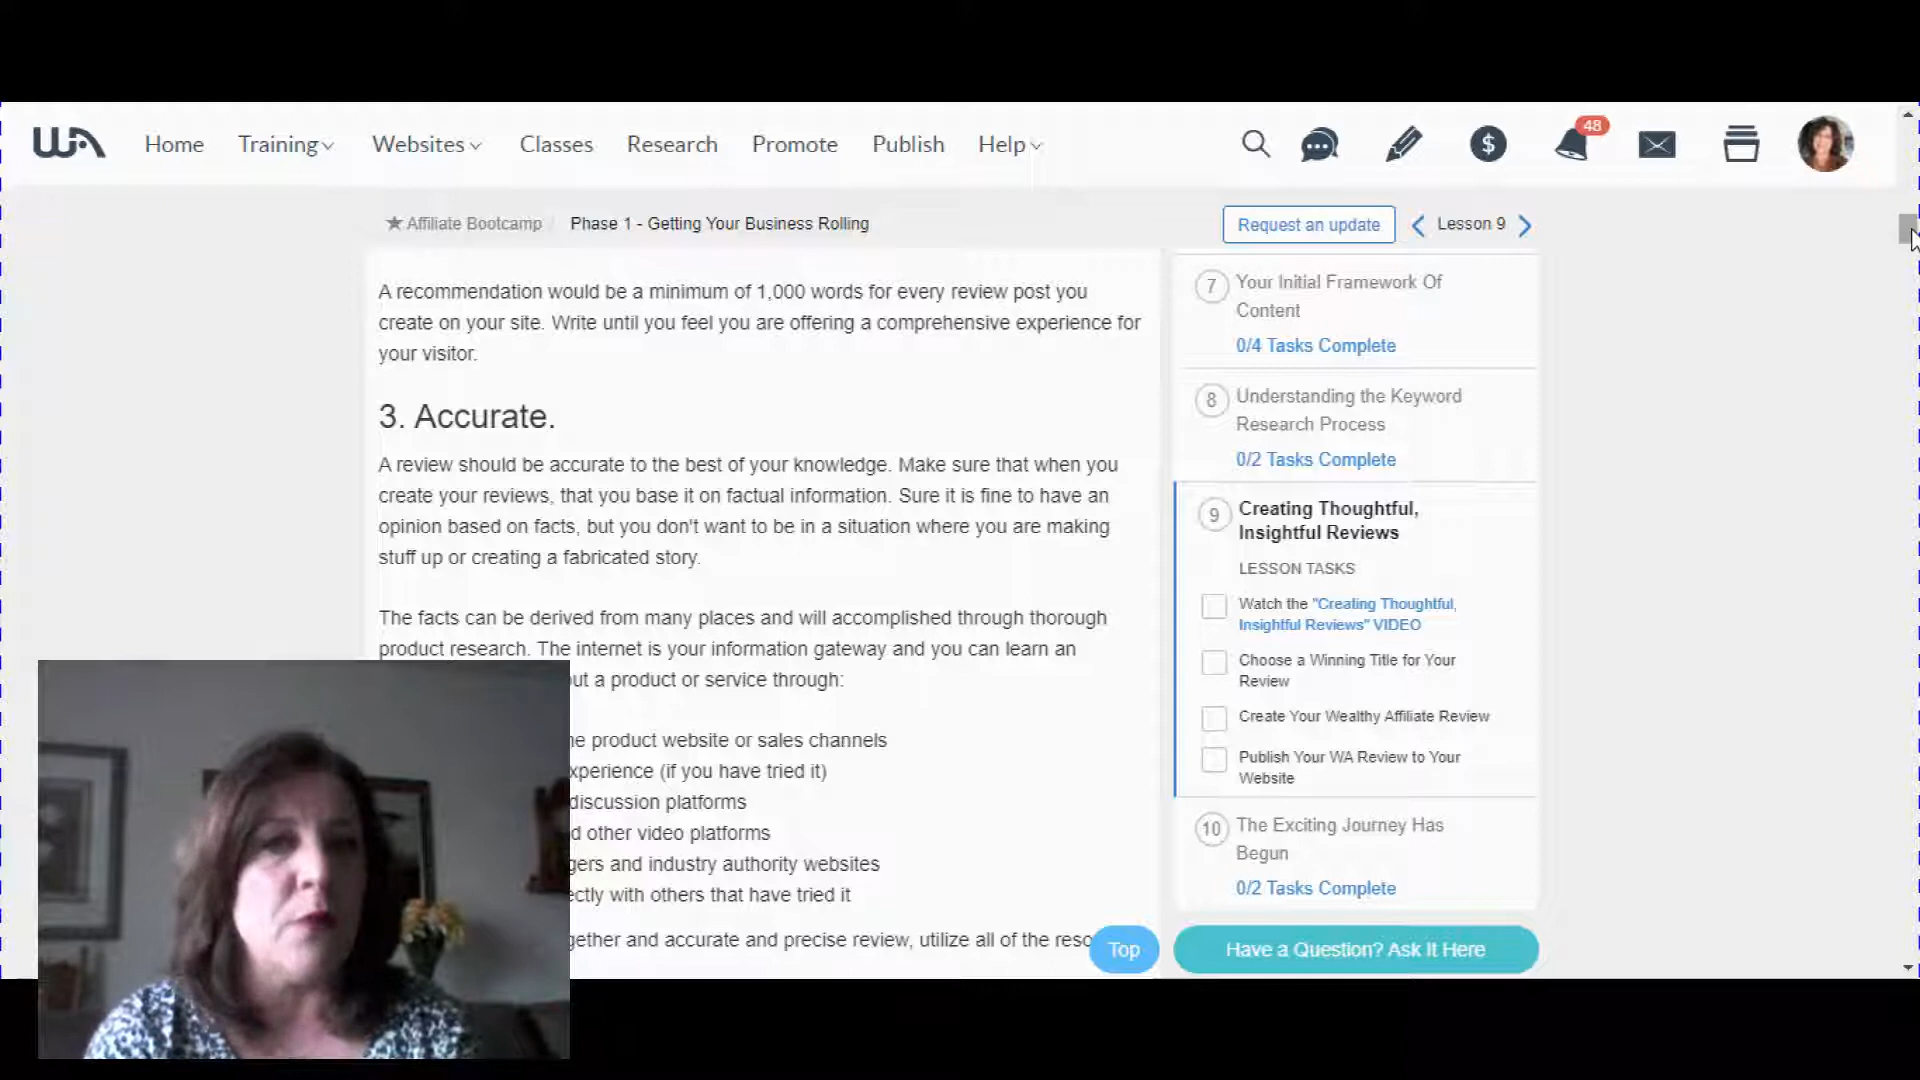 WA
Home Training Websites Classes Research Promote Publish Help
48
Affiliate Bootcamp / Phase 1 - Getting Your Business Rolling
Request an update
Lesson 9
A recommendation would be a minimum of 1,000 words for every review post you
create on your site. Write until you feel you are offering a comprehensive experience for
your visitor.
3. Accurate.
A review should be accurate to the best of your knowledge. Make sure that when you
create your reviews, that you base it on factual information. Sure it is fine to have an
opinion based on facts, but you don't want to be in a situation where you are making
stuff up or creating a fabricated story.
The facts can be derived from many places and will accomplished through thorough
product research. The internet is your information gateway and you can learn an
a product or service through:
product website or sales channels
(if you have tried it)
discussion platforms
other video platforms
and industry authority websites
with others that have tried it
and accurate and precise review, utilize all of the
Top
7 Your Initial Framework Of
Content
0/4 Tasks Complete
8 Understanding the Keyword
Research Process
0/2 Tasks Complete
9 Creating Thoughtful,
Insightful Reviews
LESSON TASKS
Watch the "Creating Thoughtful,
Insightful Reviews" VIDEO
Choose a Winning Title for Your
Review
Create Your Wealthy Affiliate Review
Publish Your WA Review to Your
Website
10 The Exciting Journey Has
Begun
0/2 Tasks Complete
Have a Question? Ask It Here